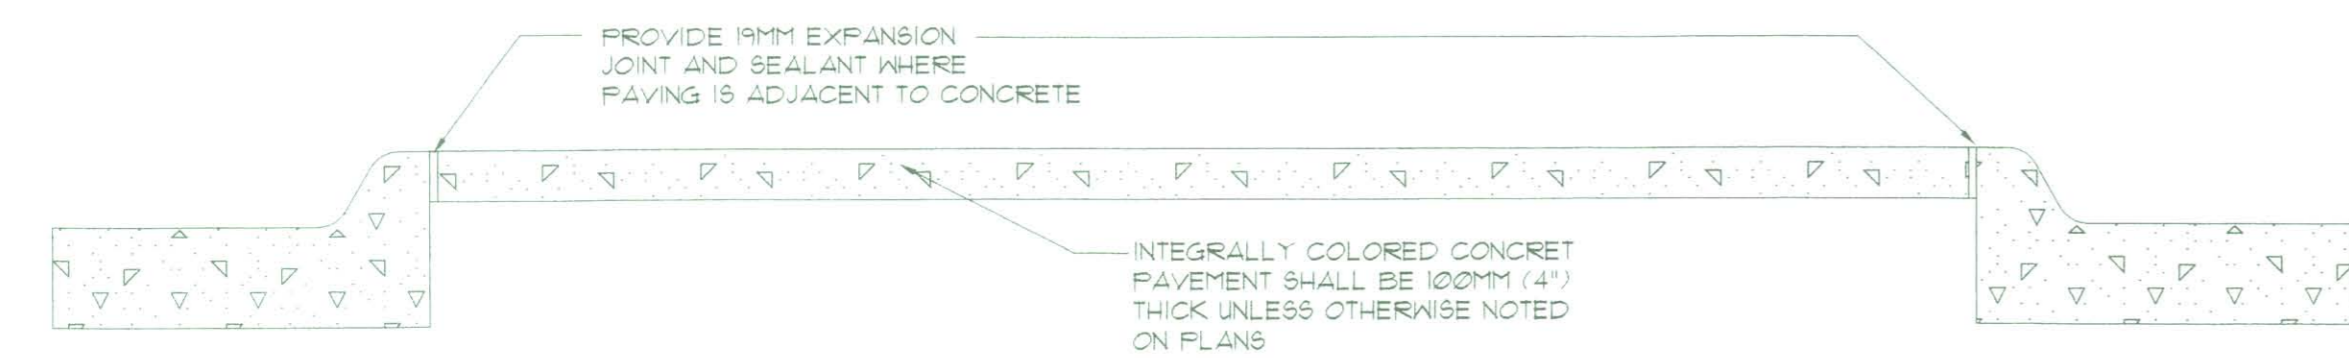 PROVIDE 19MM EXPANSION
JOINT AND SEALANT WHERE
PAVING IS ADJACENT TO CONCRETE
INTEGRALLY COLORED CONCRET
PAVEMENT SHALL BE 100MM (4")
THICK UNLESS OTHERWISE NOTED
ON PLANS